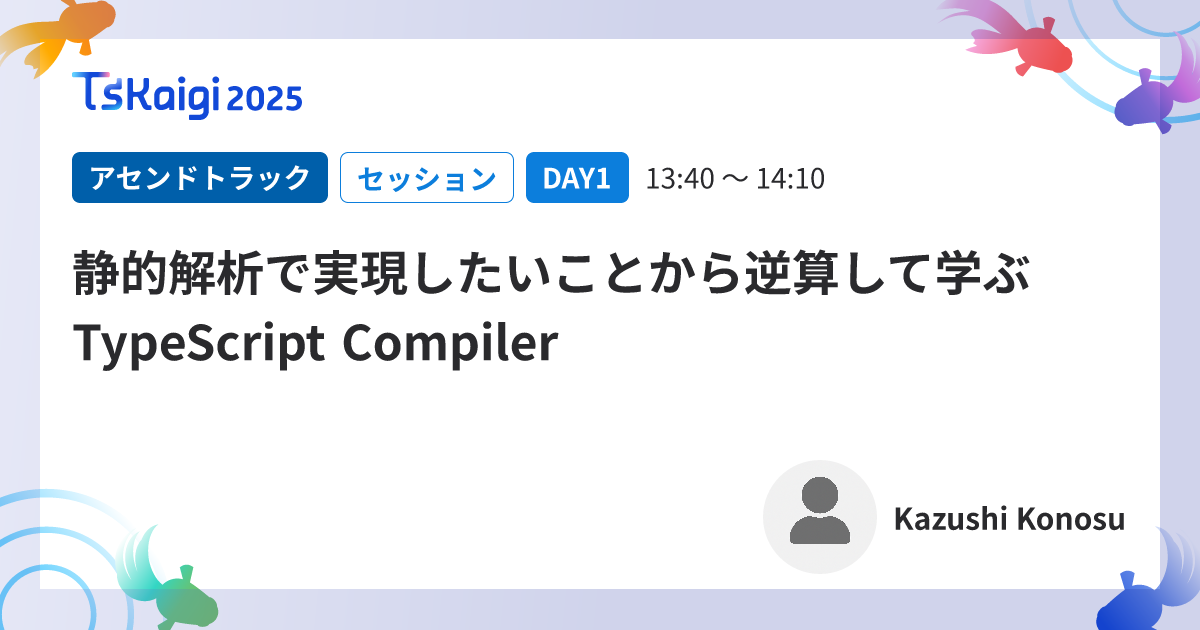 TsKaigi 2025
アセンドトラック セッション DAY1 13:40 〜 14:10
静的解析で実現したいことから逆算して学ぶ
TypeScript Compiler
Kazushi Konosu